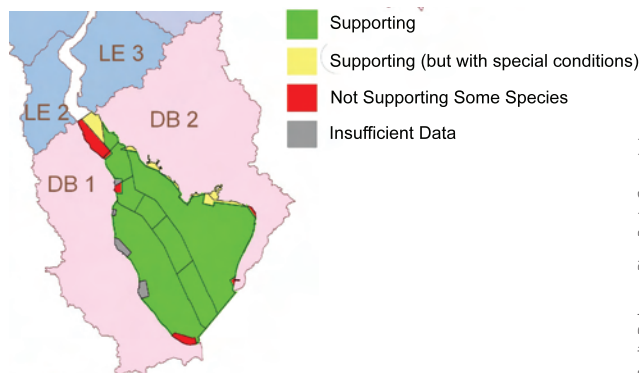 LE 3
LE 2
DB 2
DB 1
Supporting
Supporting (but with special conditions)
Not Supporting Some Species
Insufficient Data